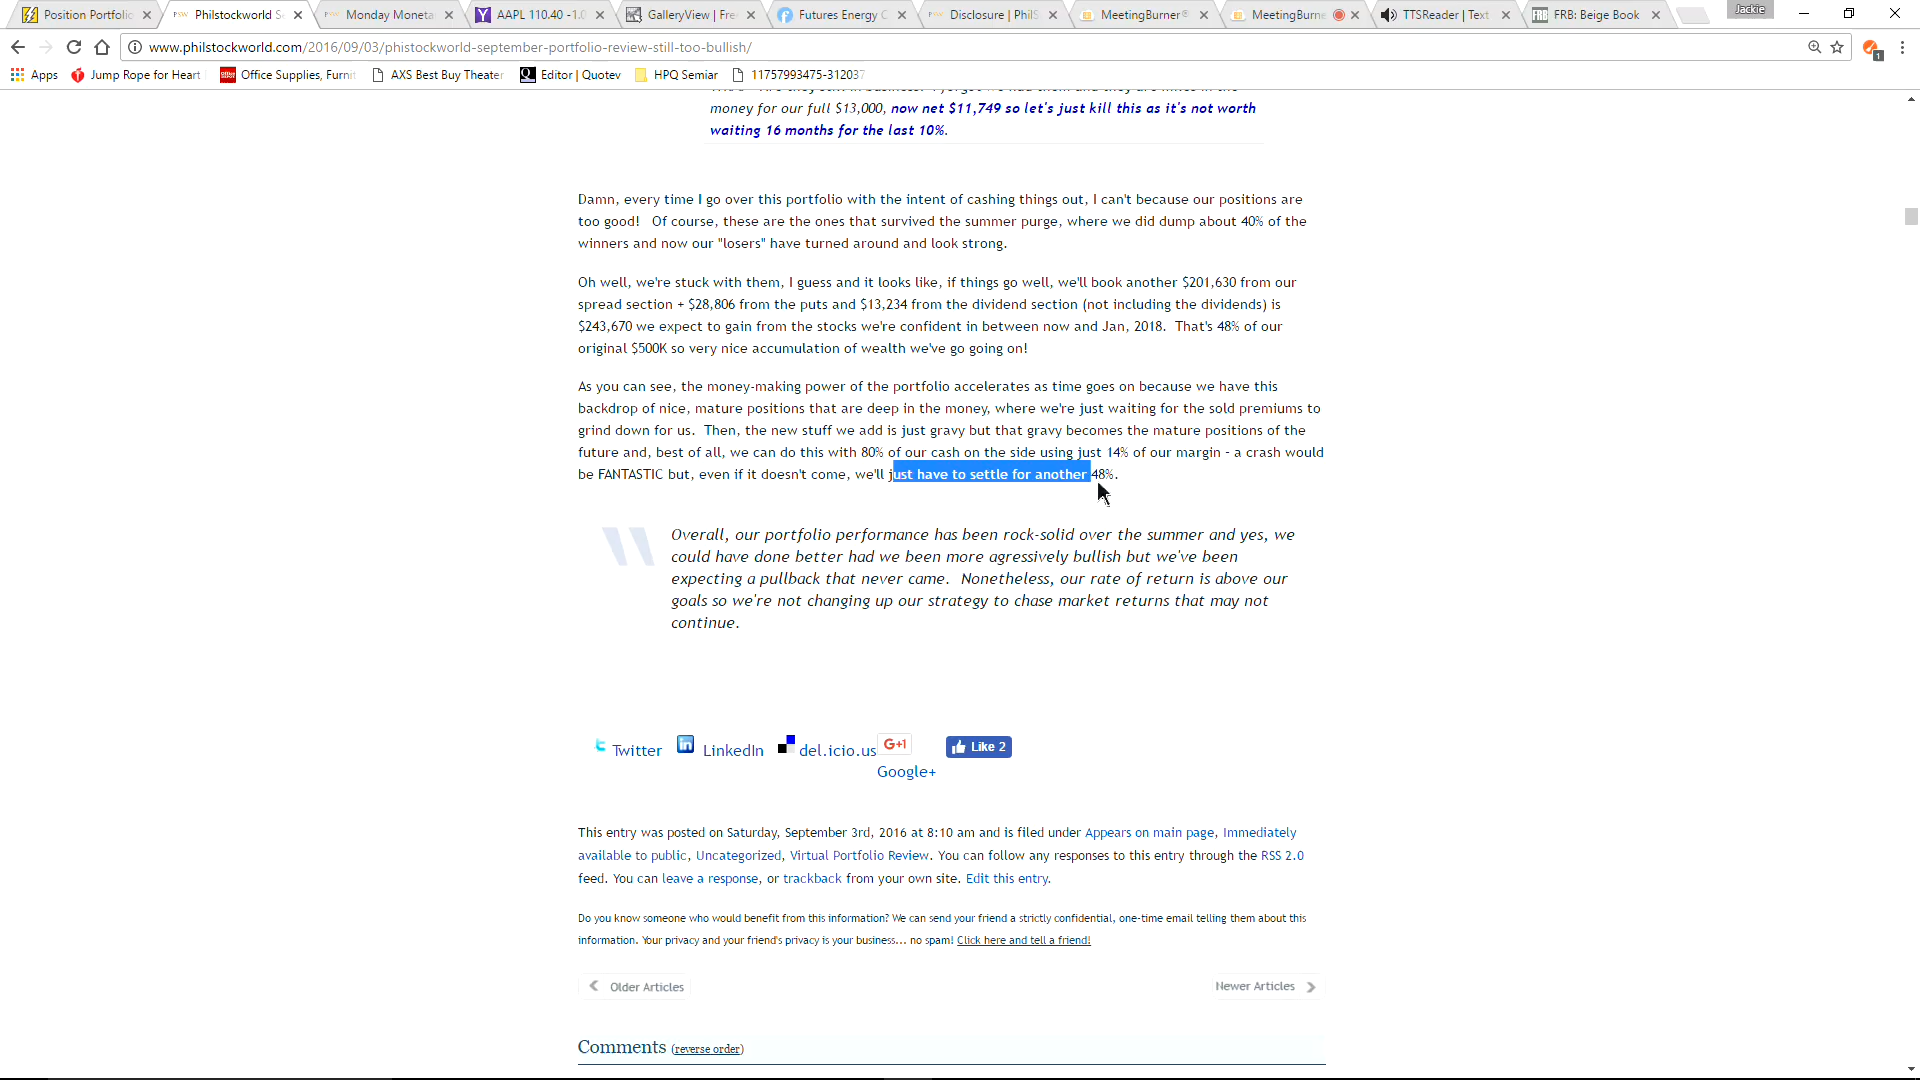 Position Portfolio
Philstockworld S
Monday Moneta
AAPL 110.40 -1.0
GalleryView | Fre
Futures Energy C
Disclosure | PhilS
MeetingBurner®
MeetingBurne
TTSReader | Text
FRB: Beige Book
Jackie
www.philstockworld.com/2016/09/03/phistockworld-september-portfolio-review-still-too-bullish/
Apps
Jump Rope for Heart
Office Supplies, Furni
AXS Best Buy Theater
Editor | Quotev
HPQ Semiar
11757993475-312037
money for our full $13,000, now net $11,749 so let's just kill this as it's not worth
waiting 16 months for the last 10%.
Damn, every time I go over this portfolio with the intent of cashing things out, I can't because our positions are
too good! Of course, these are the ones that survived the summer purge, where we did dump about 40% of the
winners and now our "losers" have turned around and look strong.
Oh well, we're stuck with them, I guess and it looks like, if things go well, we'll book another $201,630 from our
spread section + $28,806 from the puts and $13,234 from the dividend section (not including the dividends) is
$243,670 we expect to gain from the stocks we're confident in between now and Jan, 2018. That's 48% of our
original $500K so very nice accumulation of wealth we've go going on!
As you can see, the money-making power of the portfolio accelerates as time goes on because we have this
backdrop of nice, mature positions that are deep in the money, where we're just waiting for the sold premiums to
grind down for us. Then, the new stuff we add is just gravy but that gravy becomes the mature positions of the
future and, best of all, we can do this with 80% of our cash on the side using just 14% of our margin - a crash would
be FANTASTIC but, even if it doesn't come, we'll just have to settle for another 48%.
Overall, our portfolio performance has been rock-solid over the summer and yes, we
could have done better had we been more agressively bullish but we've been
expecting a pullback that never came. Nonetheless, our rate of return is above our
goals so we're not changing up our strategy to chase market returns that may not
continue.
Twitter
LinkedIn
del.icio.us
G+1
Like 2
Google+
This entry was posted on Saturday, September 3rd, 2016 at 8:10 am and is filed under Appears on main page, Immediately
available to public, Uncategorized, Virtual Portfolio Review. You can follow any responses to this entry through the RSS 2.0
feed. You can leave a response, or trackback from your own site. Edit this entry.
Do you know someone who would benefit from this information? We can send your friend a strictly confidential, one-time email telling them about this
information. Your privacy and your friend's privacy is your business... no spam! Click here and tell a friend!
Older Articles
Newer Articles
Comments (reverse order)